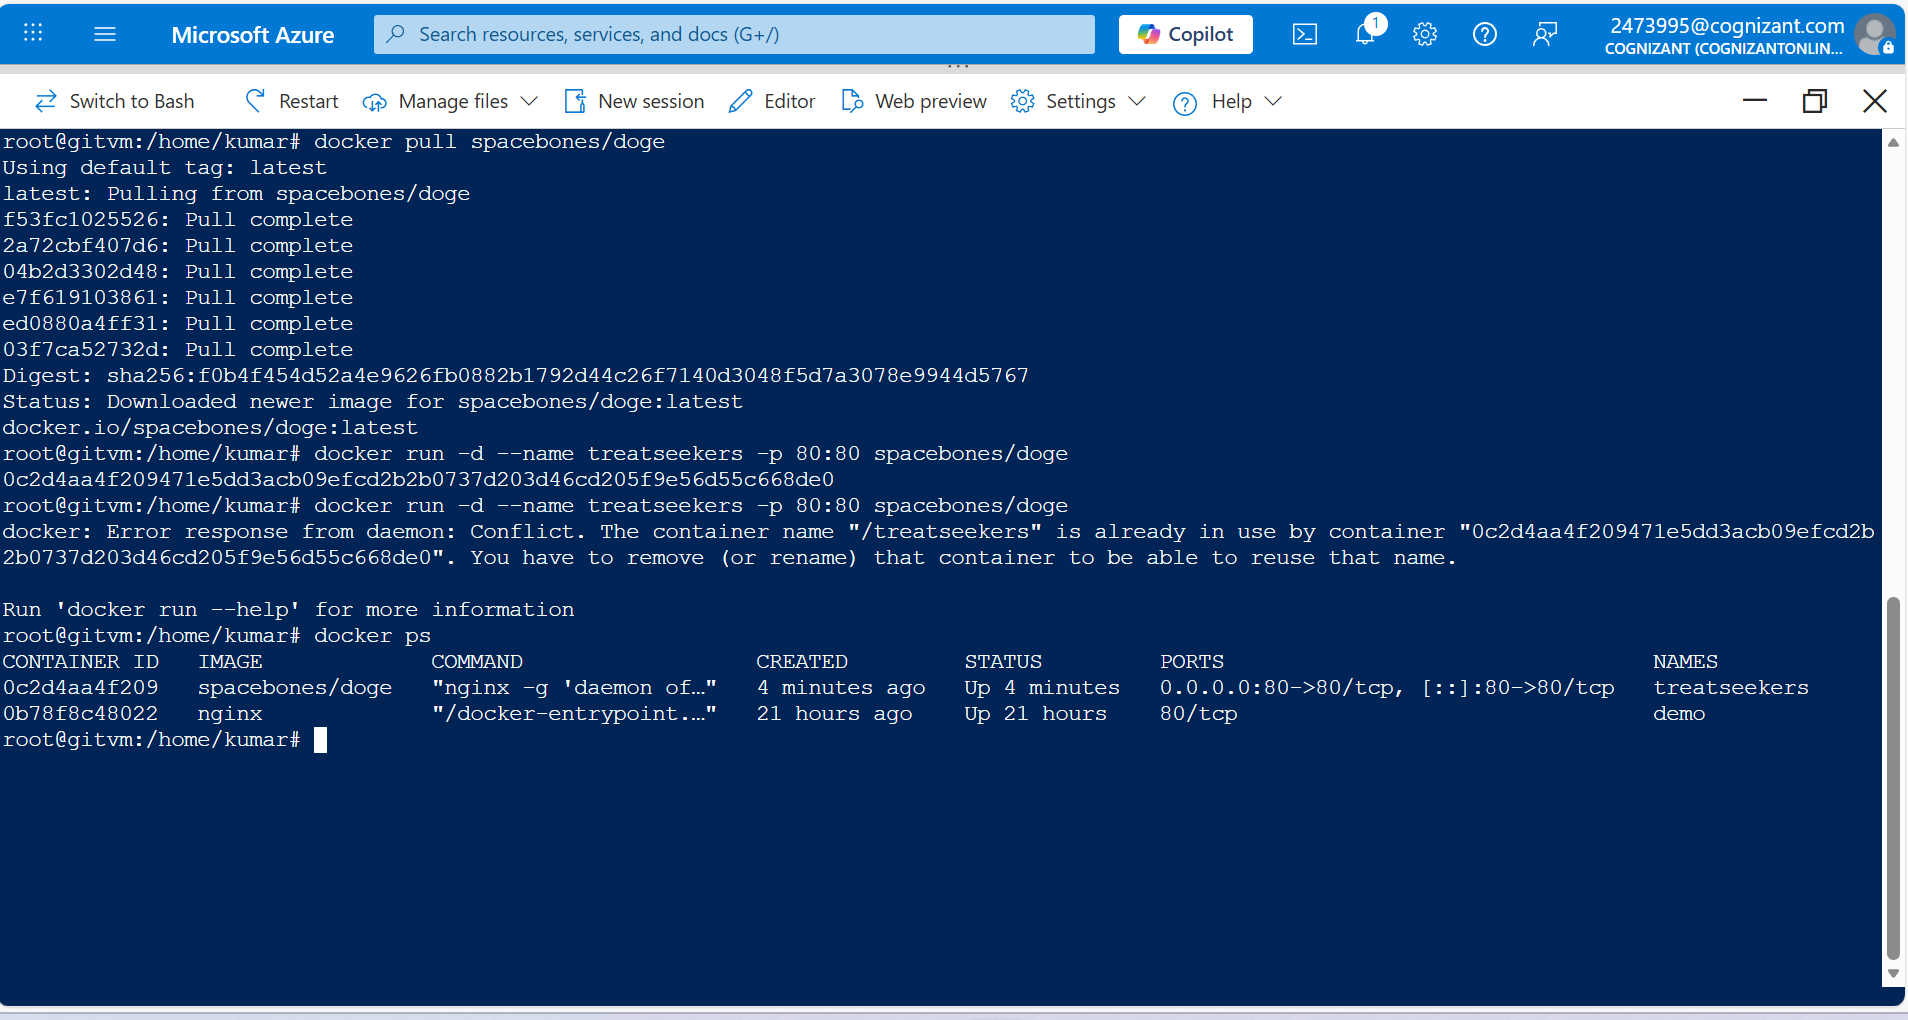 Microsoft Azure
Search resources, services, and docs (G+/)
Copilot
1
2473995@cognizant.com
COGNIZANT (COGNIZANTONLIN...
Switch to Bash
Restart
Manage files
New session
Editor
Web preview
Settings
Help
root@gitvm:/home/kumar# docker pull spacebones/doge
Using default tag: latest
latest: Pulling from spacebones/doge
f53fc1025526: Pull complete
2a72cbf407d6: Pull complete
04b2d3302d48: Pull complete
e7f619103861: Pull complete
ed0880a4ff31: Pull complete
03f7ca52732d: Pull complete
Digest: sha256:f0b4f454d52a4e9626fb0882b1792d44c26f7140d3048f5d7a3078e9944d5767
Status: Downloaded newer image for spacebones/doge:latest
docker.io/spacebones/doge:latest
root@gitvm:/home/kumar# docker run -d --name treatseekers -p 80:80 spacebones/doge
0c2d4aa4f209471e5dd3acb09efcd2b2b0737d203d46cd205f9e56d55c668de0
root@gitvm:/home/kumar# docker run -d --name treatseekers -p 80:80 spacebones/doge
docker: Error response from daemon: Conflict. The container name "/treatseekers" is already in use by container "0c2d4aa4f209471e5dd3acb09efcd2b
2b0737d203d46cd205f9e56d55c668de0". You have to remove (or rename) that container to be able to reuse that name.
Run 'docker run --help' for more information
root@gitvm:/home/kumar# docker ps
CONTAINER ID   IMAGE             COMMAND                  CREATED         STATUS         PORTS                                 NAMES
0c2d4aa4f209   spacebones/doge   "nginx -g 'daemon of…"   4 minutes ago   Up 4 minutes   0.0.0.0:80->80/tcp, [::]:80->80/tcp   treatseekers
0b78f8c48022   nginx             "/docker-entrypoint.…"   21 hours ago    Up 21 hours    80/tcp                                demo
root@gitvm:/home/kumar#